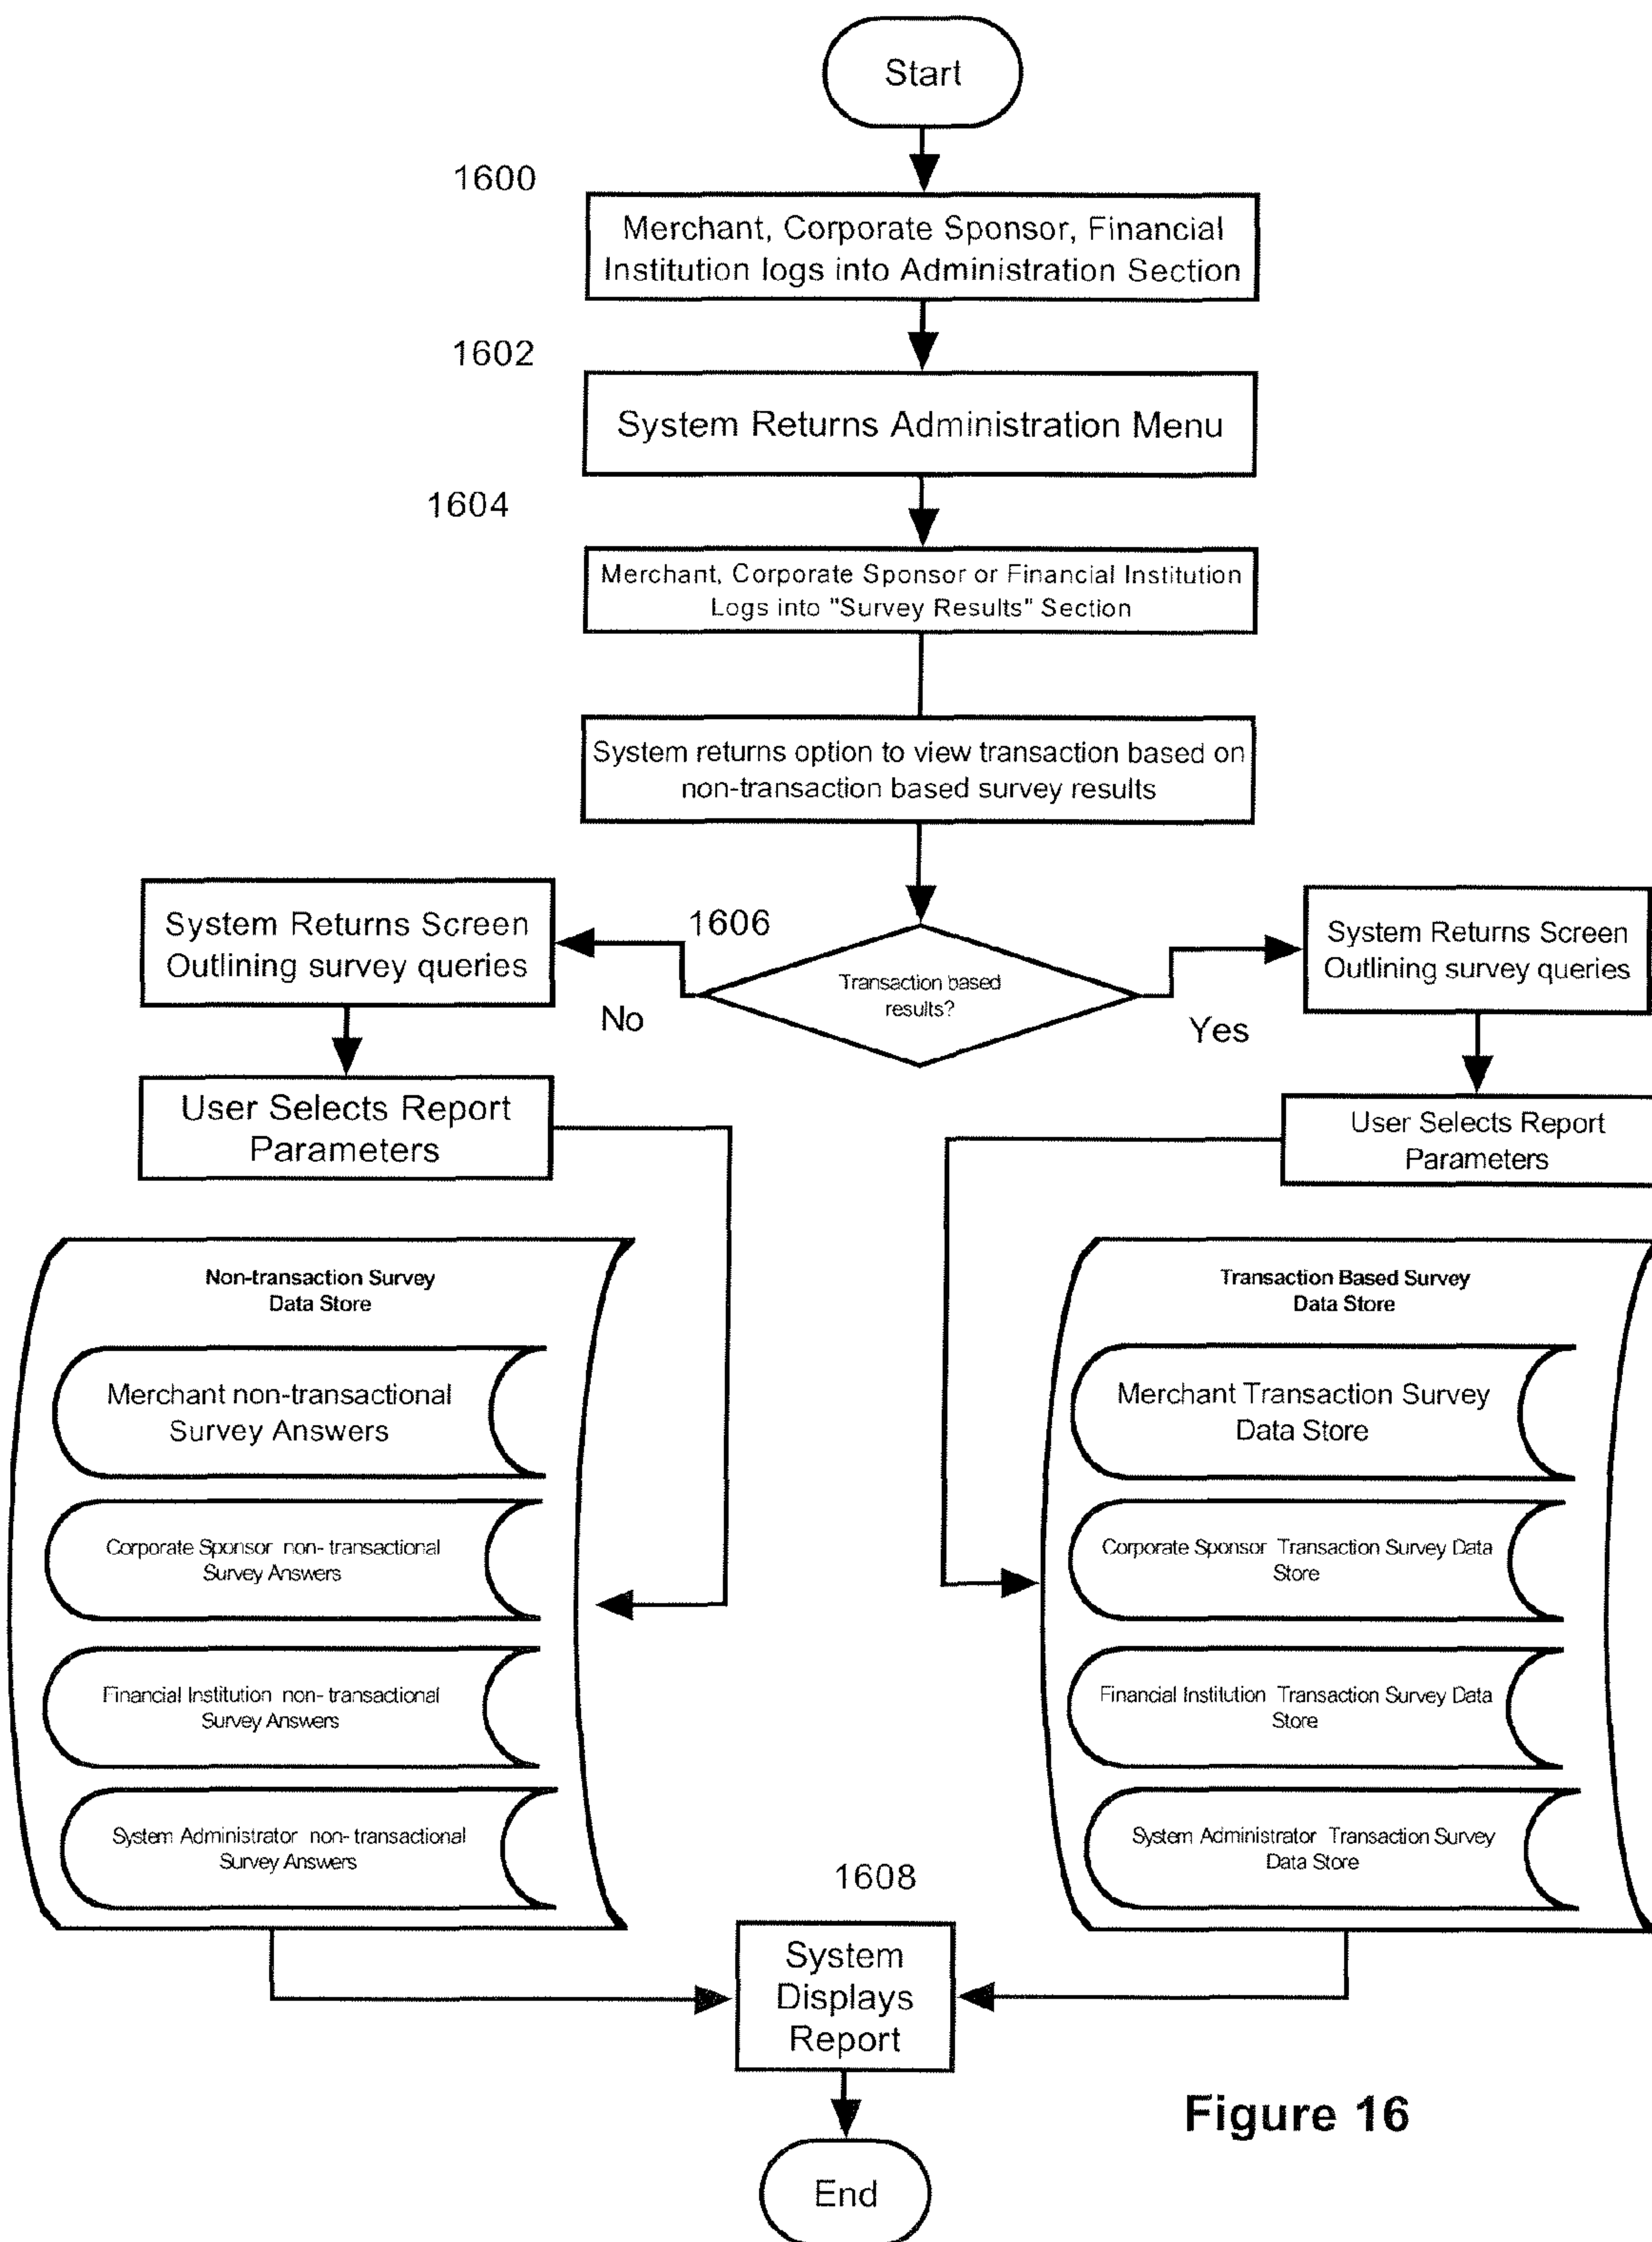 Start
1600
Merchant, Corporate Sponsor, Financial
Institution logs into Administration Section
1602
System Returns Administration Menu
1604
Merchant, Corporate Sponsor or Financial Institution
Logs into "Survey Results" Section
System returns option to view transaction based on
non-transaction based survey results
1606
Transaction based
results?
No
Yes
System Returns Screen
Outlining survey queries
User Selects Report
Parameters
System Returns Screen
Outlining survey queries
User Selects Report
Parameters
Non-transaction Survey
Data Store
Merchant non-transactional
Survey Answers
Corporate Sponsor non-transactional
Survey Answers
Financial Institution non-transactional
Survey Answers
System Administrator non-transactional
Survey Answers
Transaction Based Survey
Data Store
Merchant Transaction Survey
Data Store
Corporate Sponsor Transaction Survey Data
Store
Financial Institution Transaction Survey Data
Store
System Administrator Transaction Survey
Data Store
1608
System
Displays
Report
End
Figure 16